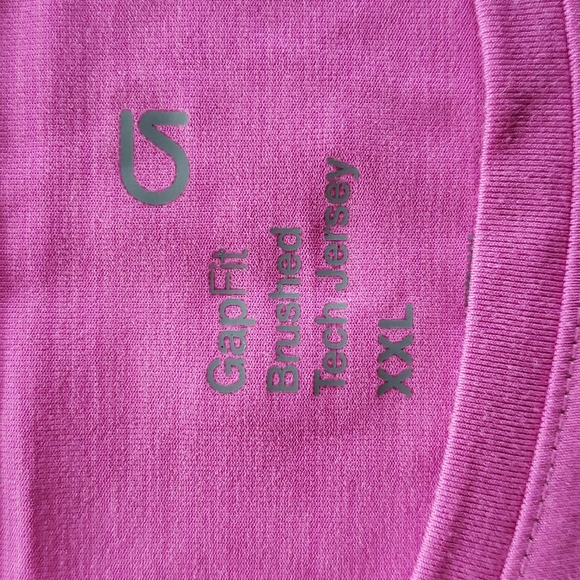 GapFit
Brushed
Tech Jersey
XXL